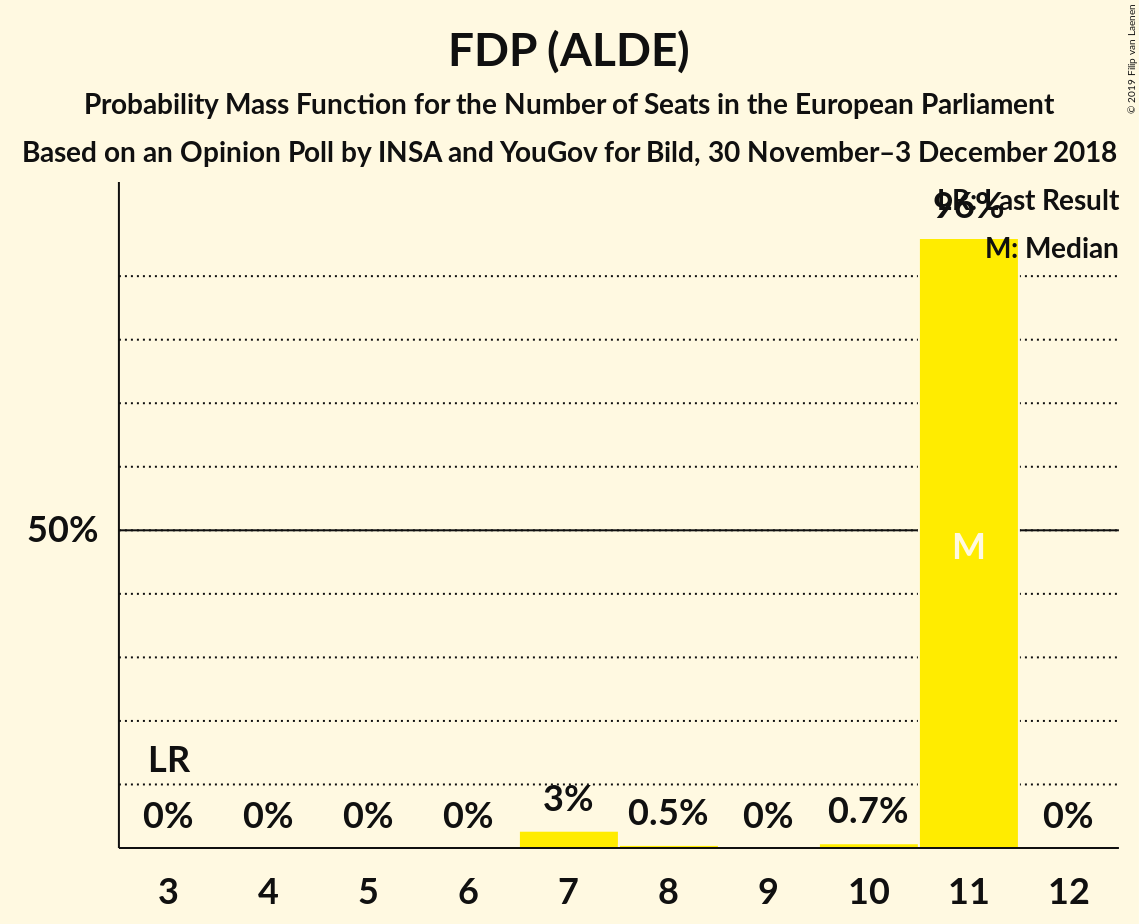 FDP (ALDE)
Probability Mass Function for the Number of Seats in the European Parliament
Based on an Opinion Poll by INSA and YouGov for Bild, 30 November–3 December 2018
© 2019 Filip van Laenen
LR: Last Result
M: Median
96%
50%
M
LR
0% 0% 0% 0% 3% 0.5% 0% 0.7% 0%
3 4 5 6 7 8 9 10 11 12